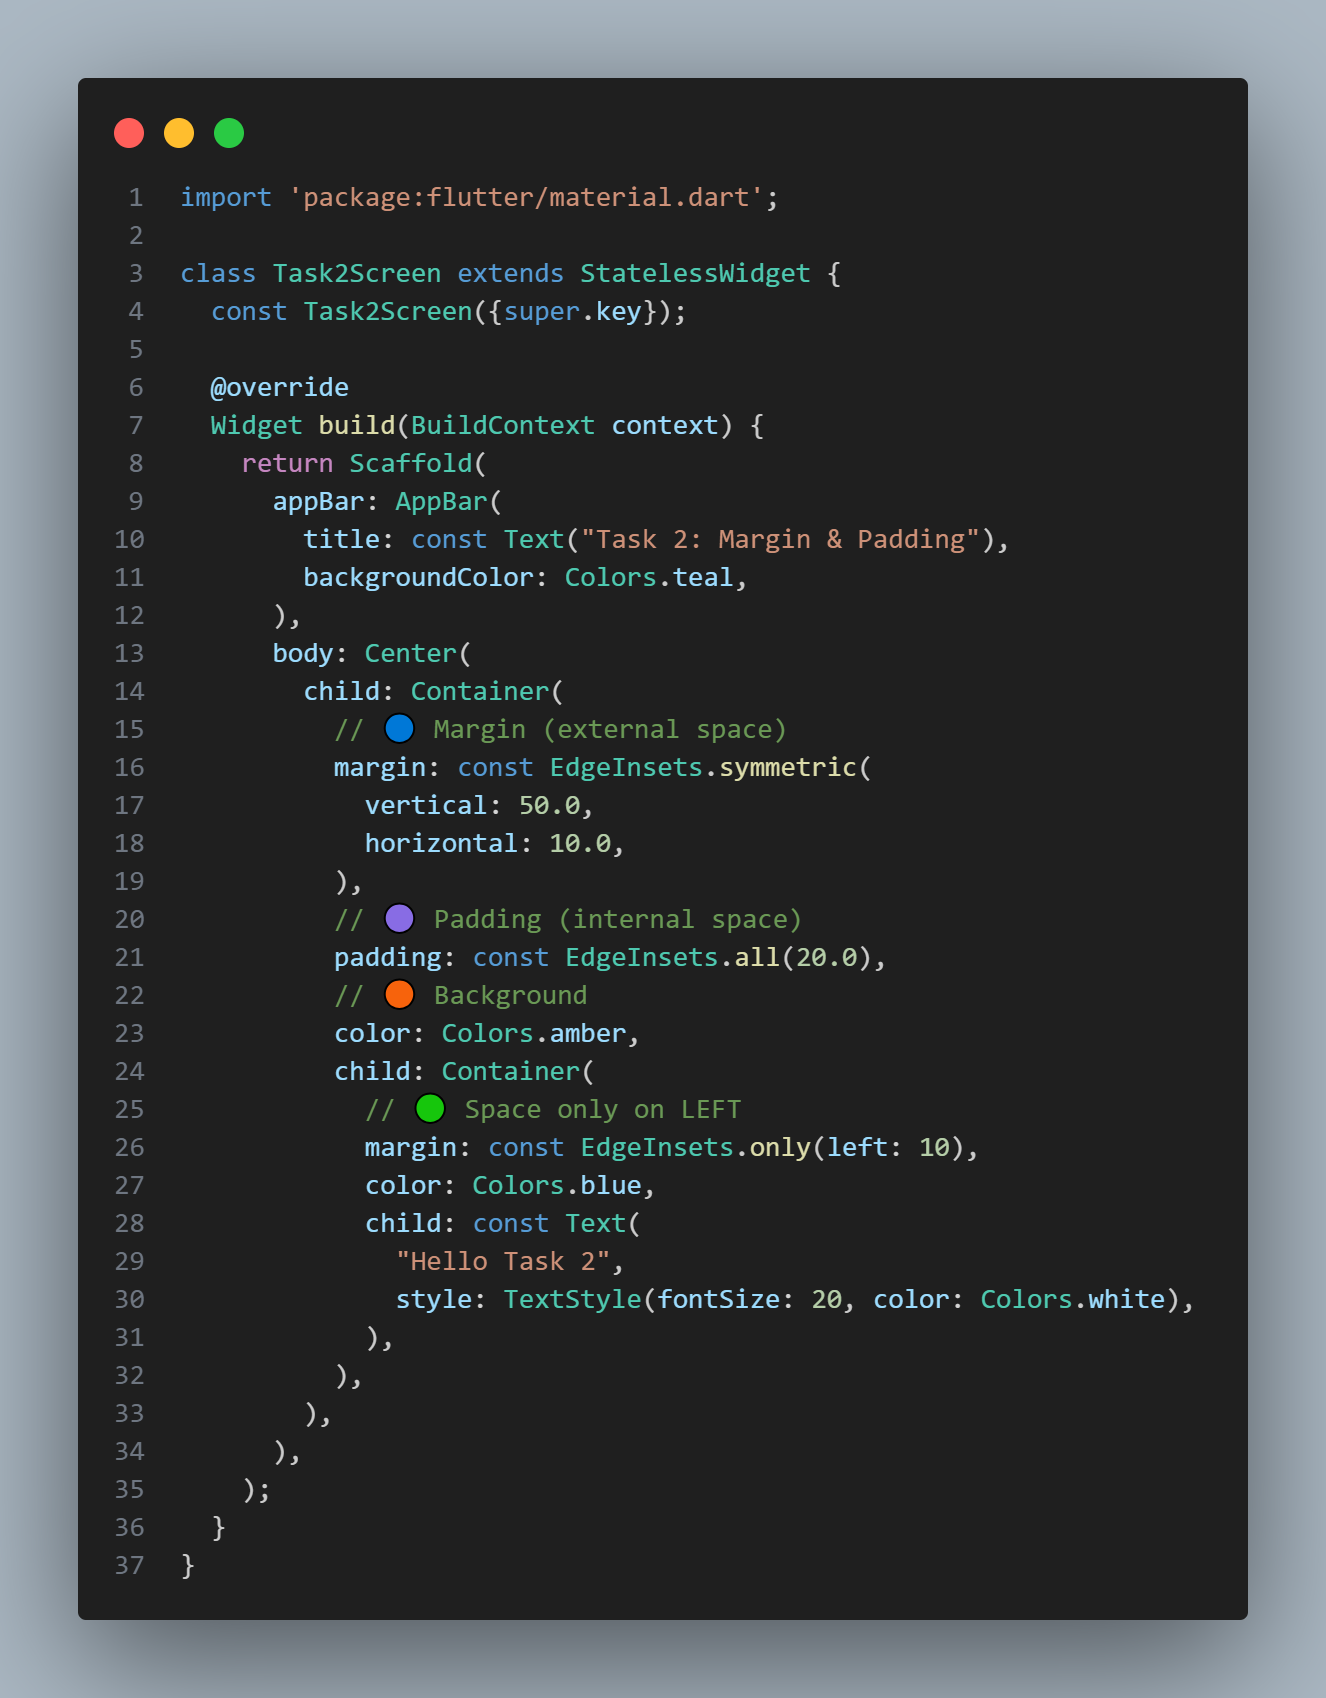 1 import 'package:flutter/material.dart';
2
3 class Task2Screen extends StatelessWidget {
4   const Task2Screen({super.key});
5
6   @override
7   Widget build(BuildContext context) {
8     return Scaffold(
9       appBar: AppBar(
10         title: const Text("Task 2: Margin & Padding"),
11         backgroundColor: Colors.teal,
12       ),
13       body: Center(
14         child: Container(
15           // 🔵 Margin (external space)
16           margin: const EdgeInsets.symmetric(
17             vertical: 50.0,
18             horizontal: 10.0,
19           ),
20           // 🟣 Padding (internal space)
21           padding: const EdgeInsets.all(20.0),
22           // 🟠 Background
23           color: Colors.amber,
24           child: Container(
25             // 🟢 Space only on LEFT
26             margin: const EdgeInsets.only(left: 10),
27             color: Colors.blue,
28             child: const Text(
29               "Hello Task 2",
30               style: TextStyle(fontSize: 20, color: Colors.white),
31             ),
32           ),
33         ),
34       ),
35     );
36   }
37 }